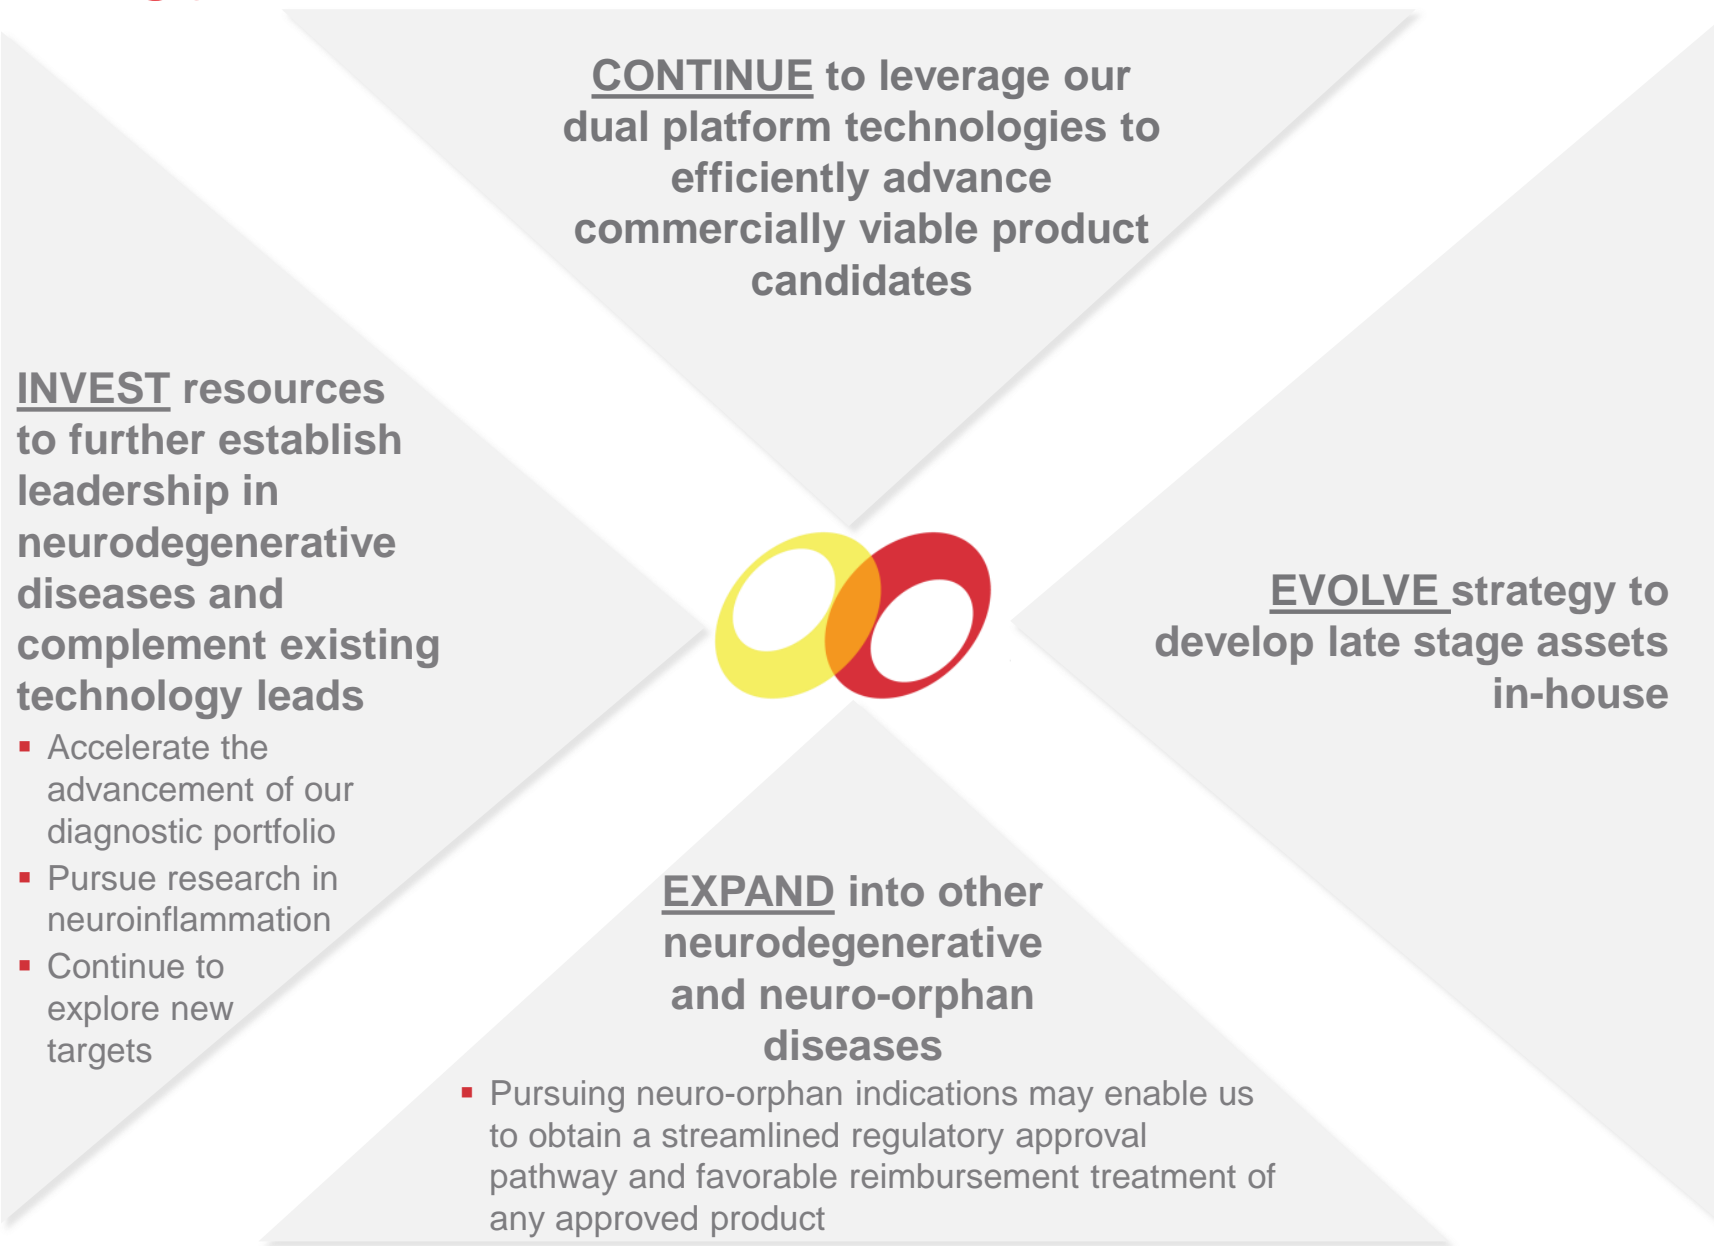 CONTINUE to leverage our
dual platform technologies to
efficiently advance
commercially viable product
candidates
INVEST resources
to further establish
leadership in
neurodegenerative
diseases and
complement existing
technology leads
▪ Accelerate the
advancement of our
diagnostic portfolio
▪ Pursue research in
neuroinflammation
▪ Continue to
explore new
targets
EVOLVE strategy to
develop late stage assets
in-house
EXPAND into other
neurodegenerative
and neuro-orphan
diseases
▪ Pursuing neuro-orphan indications may enable us
to obtain a streamlined regulatory approval
pathway and favorable reimbursement treatment of
any approved product